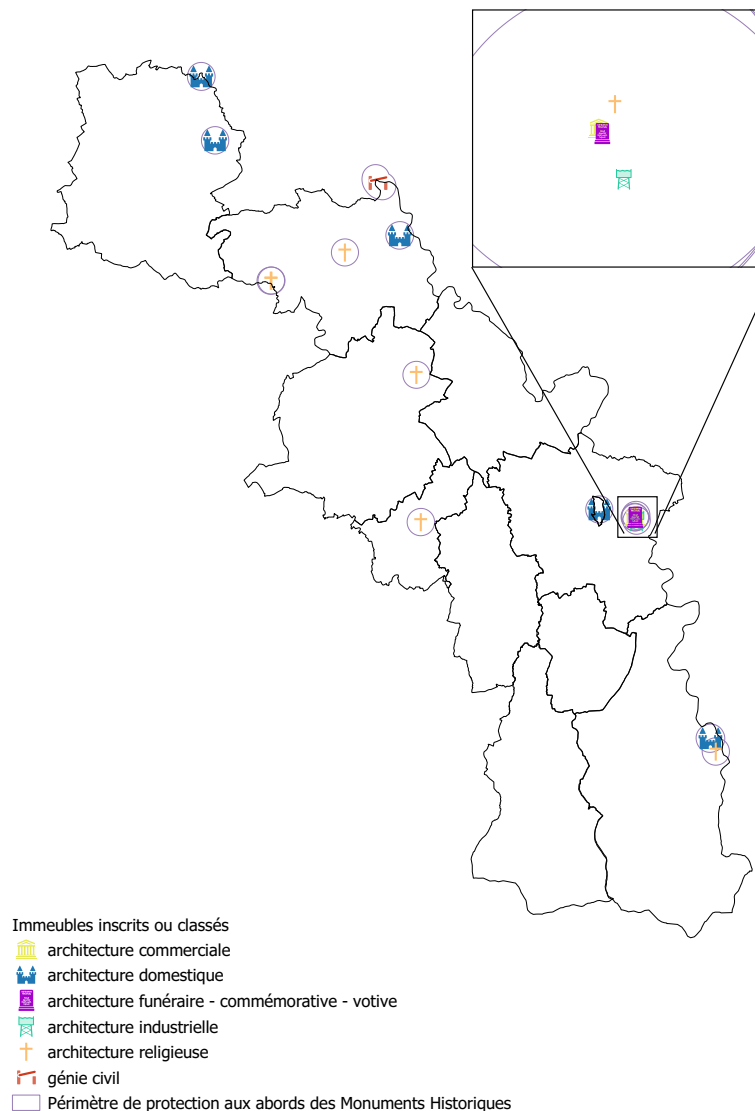 Immeubles inscrits ou classés
architecture commerciale
architecture domestique
architecture funéraire - commémorative - votive
architecture industrielle
architecture religieuse
génie civil
Périmètre de protection aux abords des Monuments Historiques